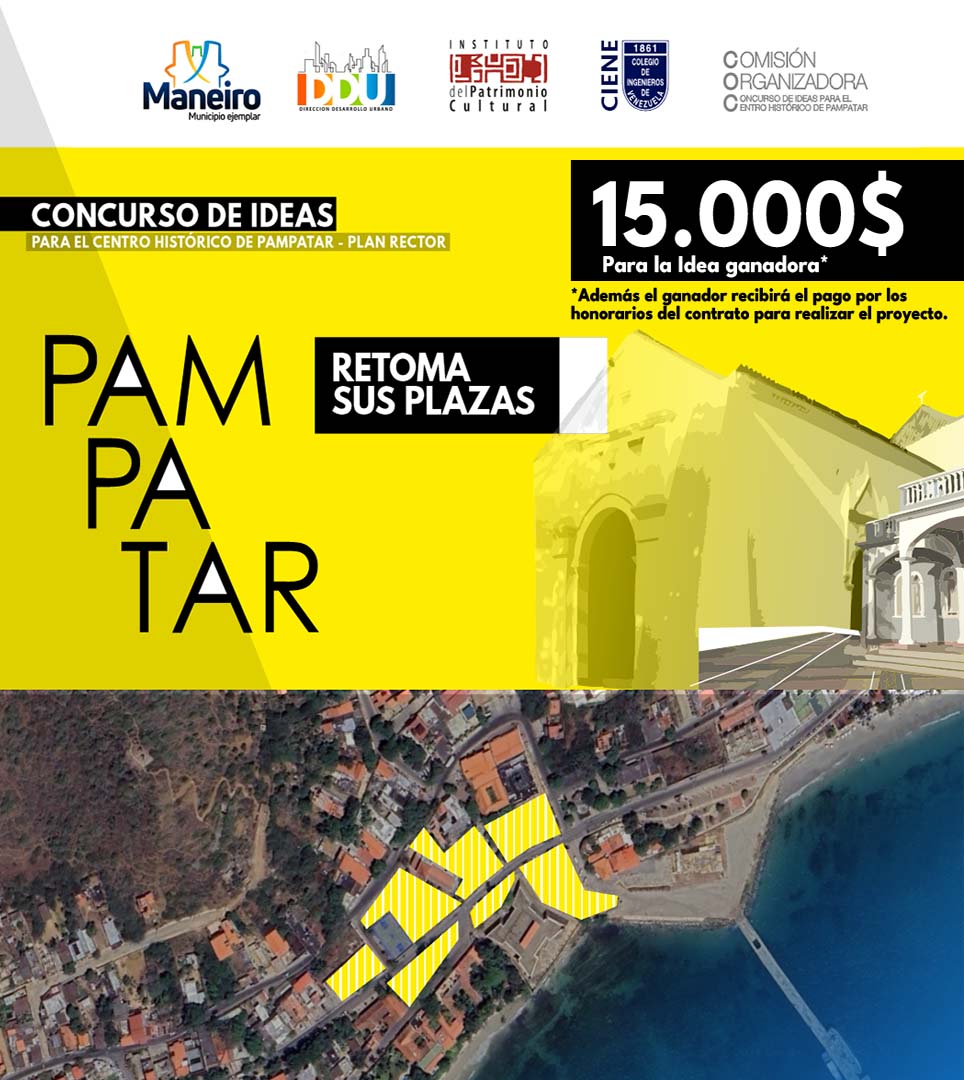 Maneiro
Municipio ejemplar
DDU
DIRECCION DESARROLLO URBANO
INSTITUTO
delPatrimonio
Cultural
CIENE
1861
COLEGIO
DE
INGENIEROS
DE
VENEZUELA
COMISIÓN
ORGANIZADORA
CONCURSO DE IDEAS PARA EL
CENTRO HISTÓRICO DE PAMPATAR
CONCURSO DE IDEAS
PARA EL CENTRO HISTÓRICO DE PAMPATAR - PLAN RECTOR
15.000$
Para la Idea ganadora*
*Además el ganador recibirá el pago por los
honorarios del contrato para realizar el proyecto.
PAM
PA
TAR
RETOMA
SUS PLAZAS